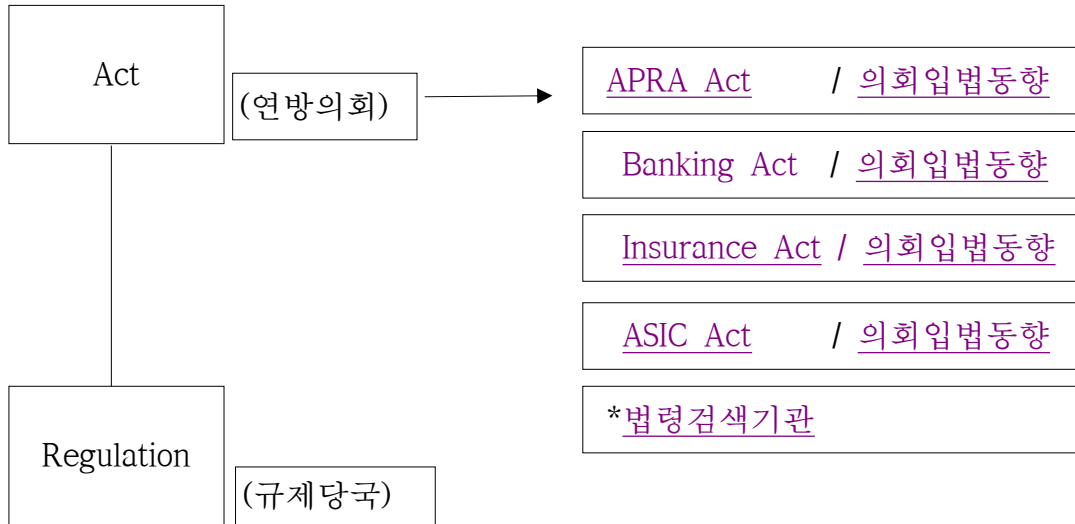 Act
(연방의회)
APRA Act / 의회입법동향
Banking Act / 의회입법동향
Insurance Act / 의회입법동향
ASIC Act / 의회입법동향
*법령검색기관
Regulation
(규제당국)